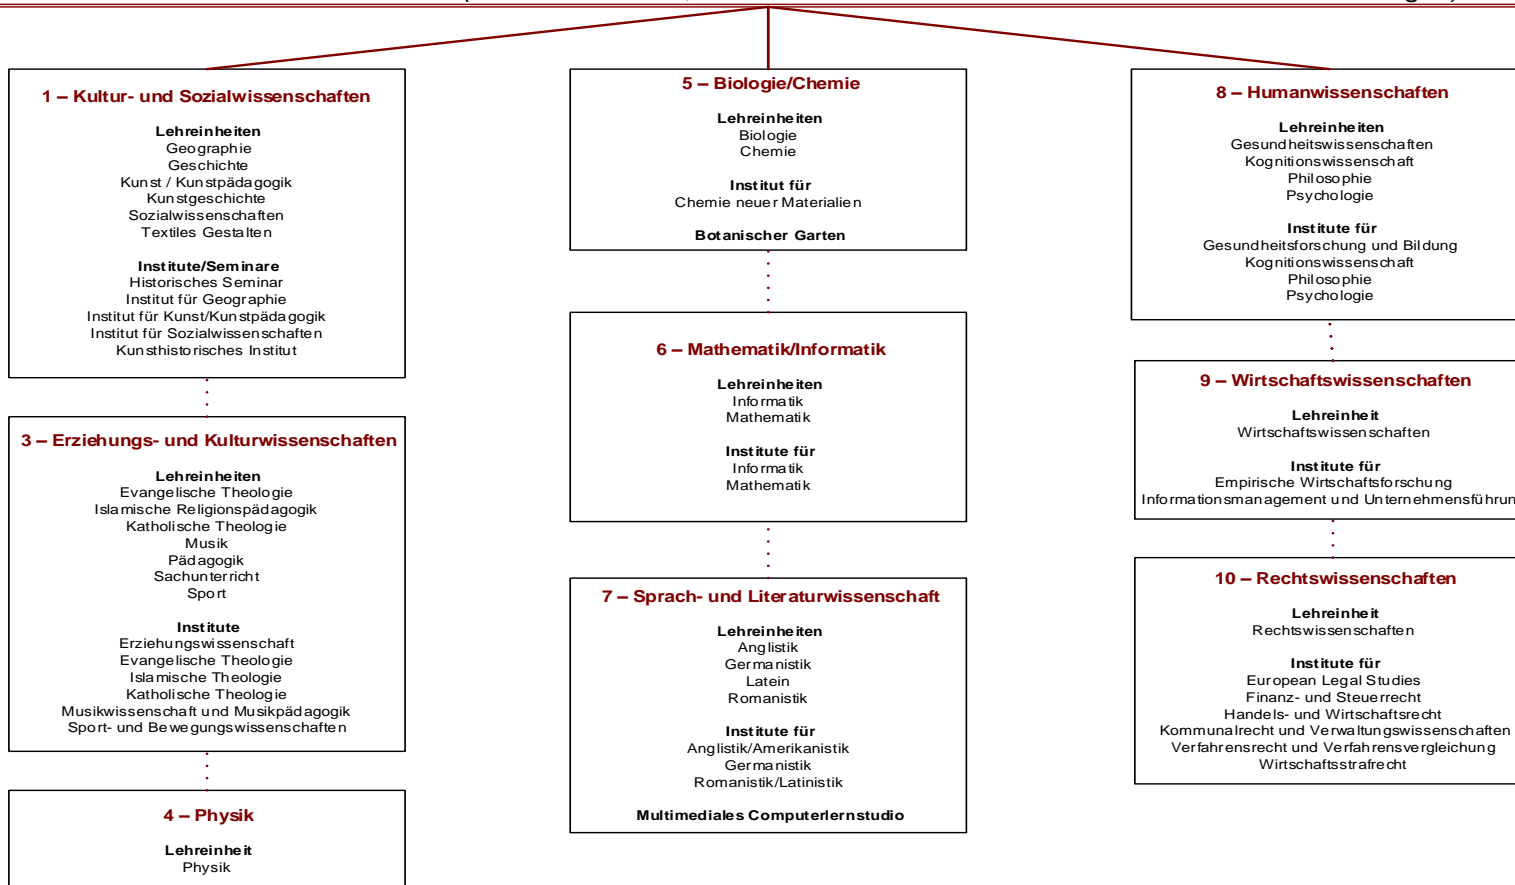 1 – Kultur- und Sozialwissenschaften
Lehreinheiten
Geographie
Geschichte
Kunst / Kunstpädagogik
Kunstgeschichte
Sozialwissenschaften
Textiles Gestalten
Institute/Seminare
Historisches Seminar
Institut für Geographie
Institut für Kunst/Kunstpädagogik
Institut für Sozialwissenschaften
Kunsthistorisches Institut
3 – Erziehungs- und Kulturwissenschaften
Lehreinheiten
Evangelische Theologie
Islamische Religionspädagogik
Katholische Theologie
Musik
Pädagogik
Sachunterricht
Sport
Institute
Erziehungswissenschaft
Evangelische Theologie
Islamische Theologie
Katholische Theologie
Musikwissenschaft und Musikpädagogik
Sport- und Bewegungswissenschaften
4 – Physik
Lehreinheit
Physik
5 – Biologie/Chemie
Lehreinheiten
Biologie
Chemie
Institut für
Chemie neuer Materialien
Botanischer Garten
6 – Mathematik/Informatik
Lehreinheiten
Informatik
Mathematik
Institute für
Informatik
Mathematik
7 – Sprach- und Literaturwissenschaft
Lehreinheiten
Anglistik
Germanistik
Latein
Romanistik
Institute für
Anglistik/Amerikanistik
Germanistik
Romanistik/Latinistik
Multimediales Computerlernstudio
8 – Humanwissenschaften
Lehreinheiten
Gesundheitswissenschaften
Kognitionswissenschaft
Philosophie
Psychologie
Institute für
Gesundheitsforschung und Bildung
Kognitionswissenschaft
Philosophie
Psychologie
9 – Wirtschaftswissenschaften
Lehreinheit
Wirtschaftswissenschaften
Institute für
Empirische Wirtschaftsforschung
Informationsmanagement und Unternehmensführun
10 – Rechtswissenschaften
Lehreinheit
Rechtswissenschaften
Institute für
European Legal Studies
Finanz- und Steuerrecht
Handels- und Wirtschaftsrecht
Kommunalrecht und Verwaltungswissenschaften
Verfahrensrecht und Verfahrensvergleichung
Wirtschaftsstrafrecht